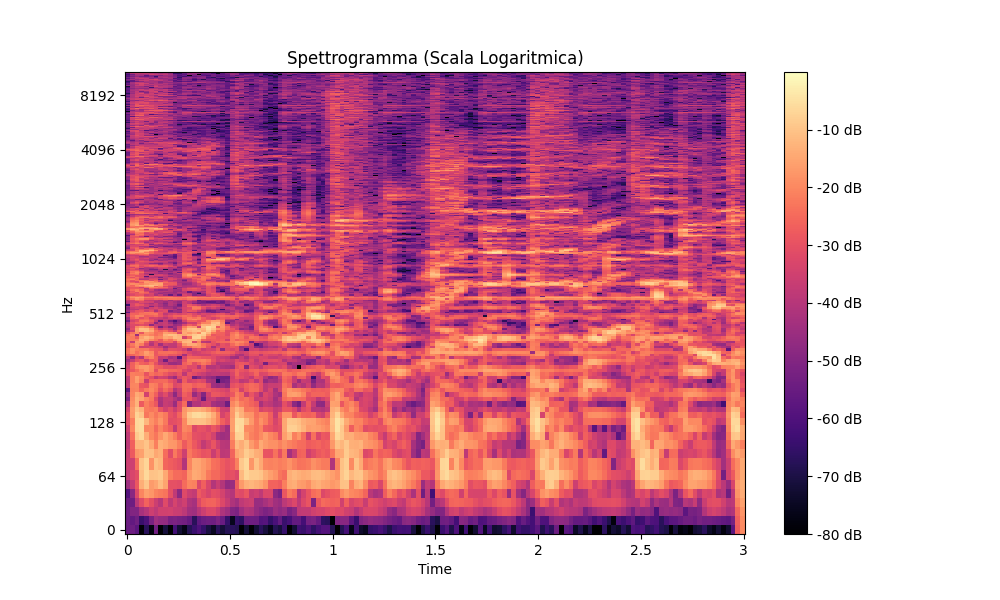 Spettrogramma (Scala Logaritmica)
Hz
8192
4096
2048
1024
512
256
128
64
0
0 0.5 1 1.5 2 2.5 3
Time
-10 dB
-20 dB
-30 dB
-40 dB
-50 dB
-60 dB
-70 dB
-80 dB